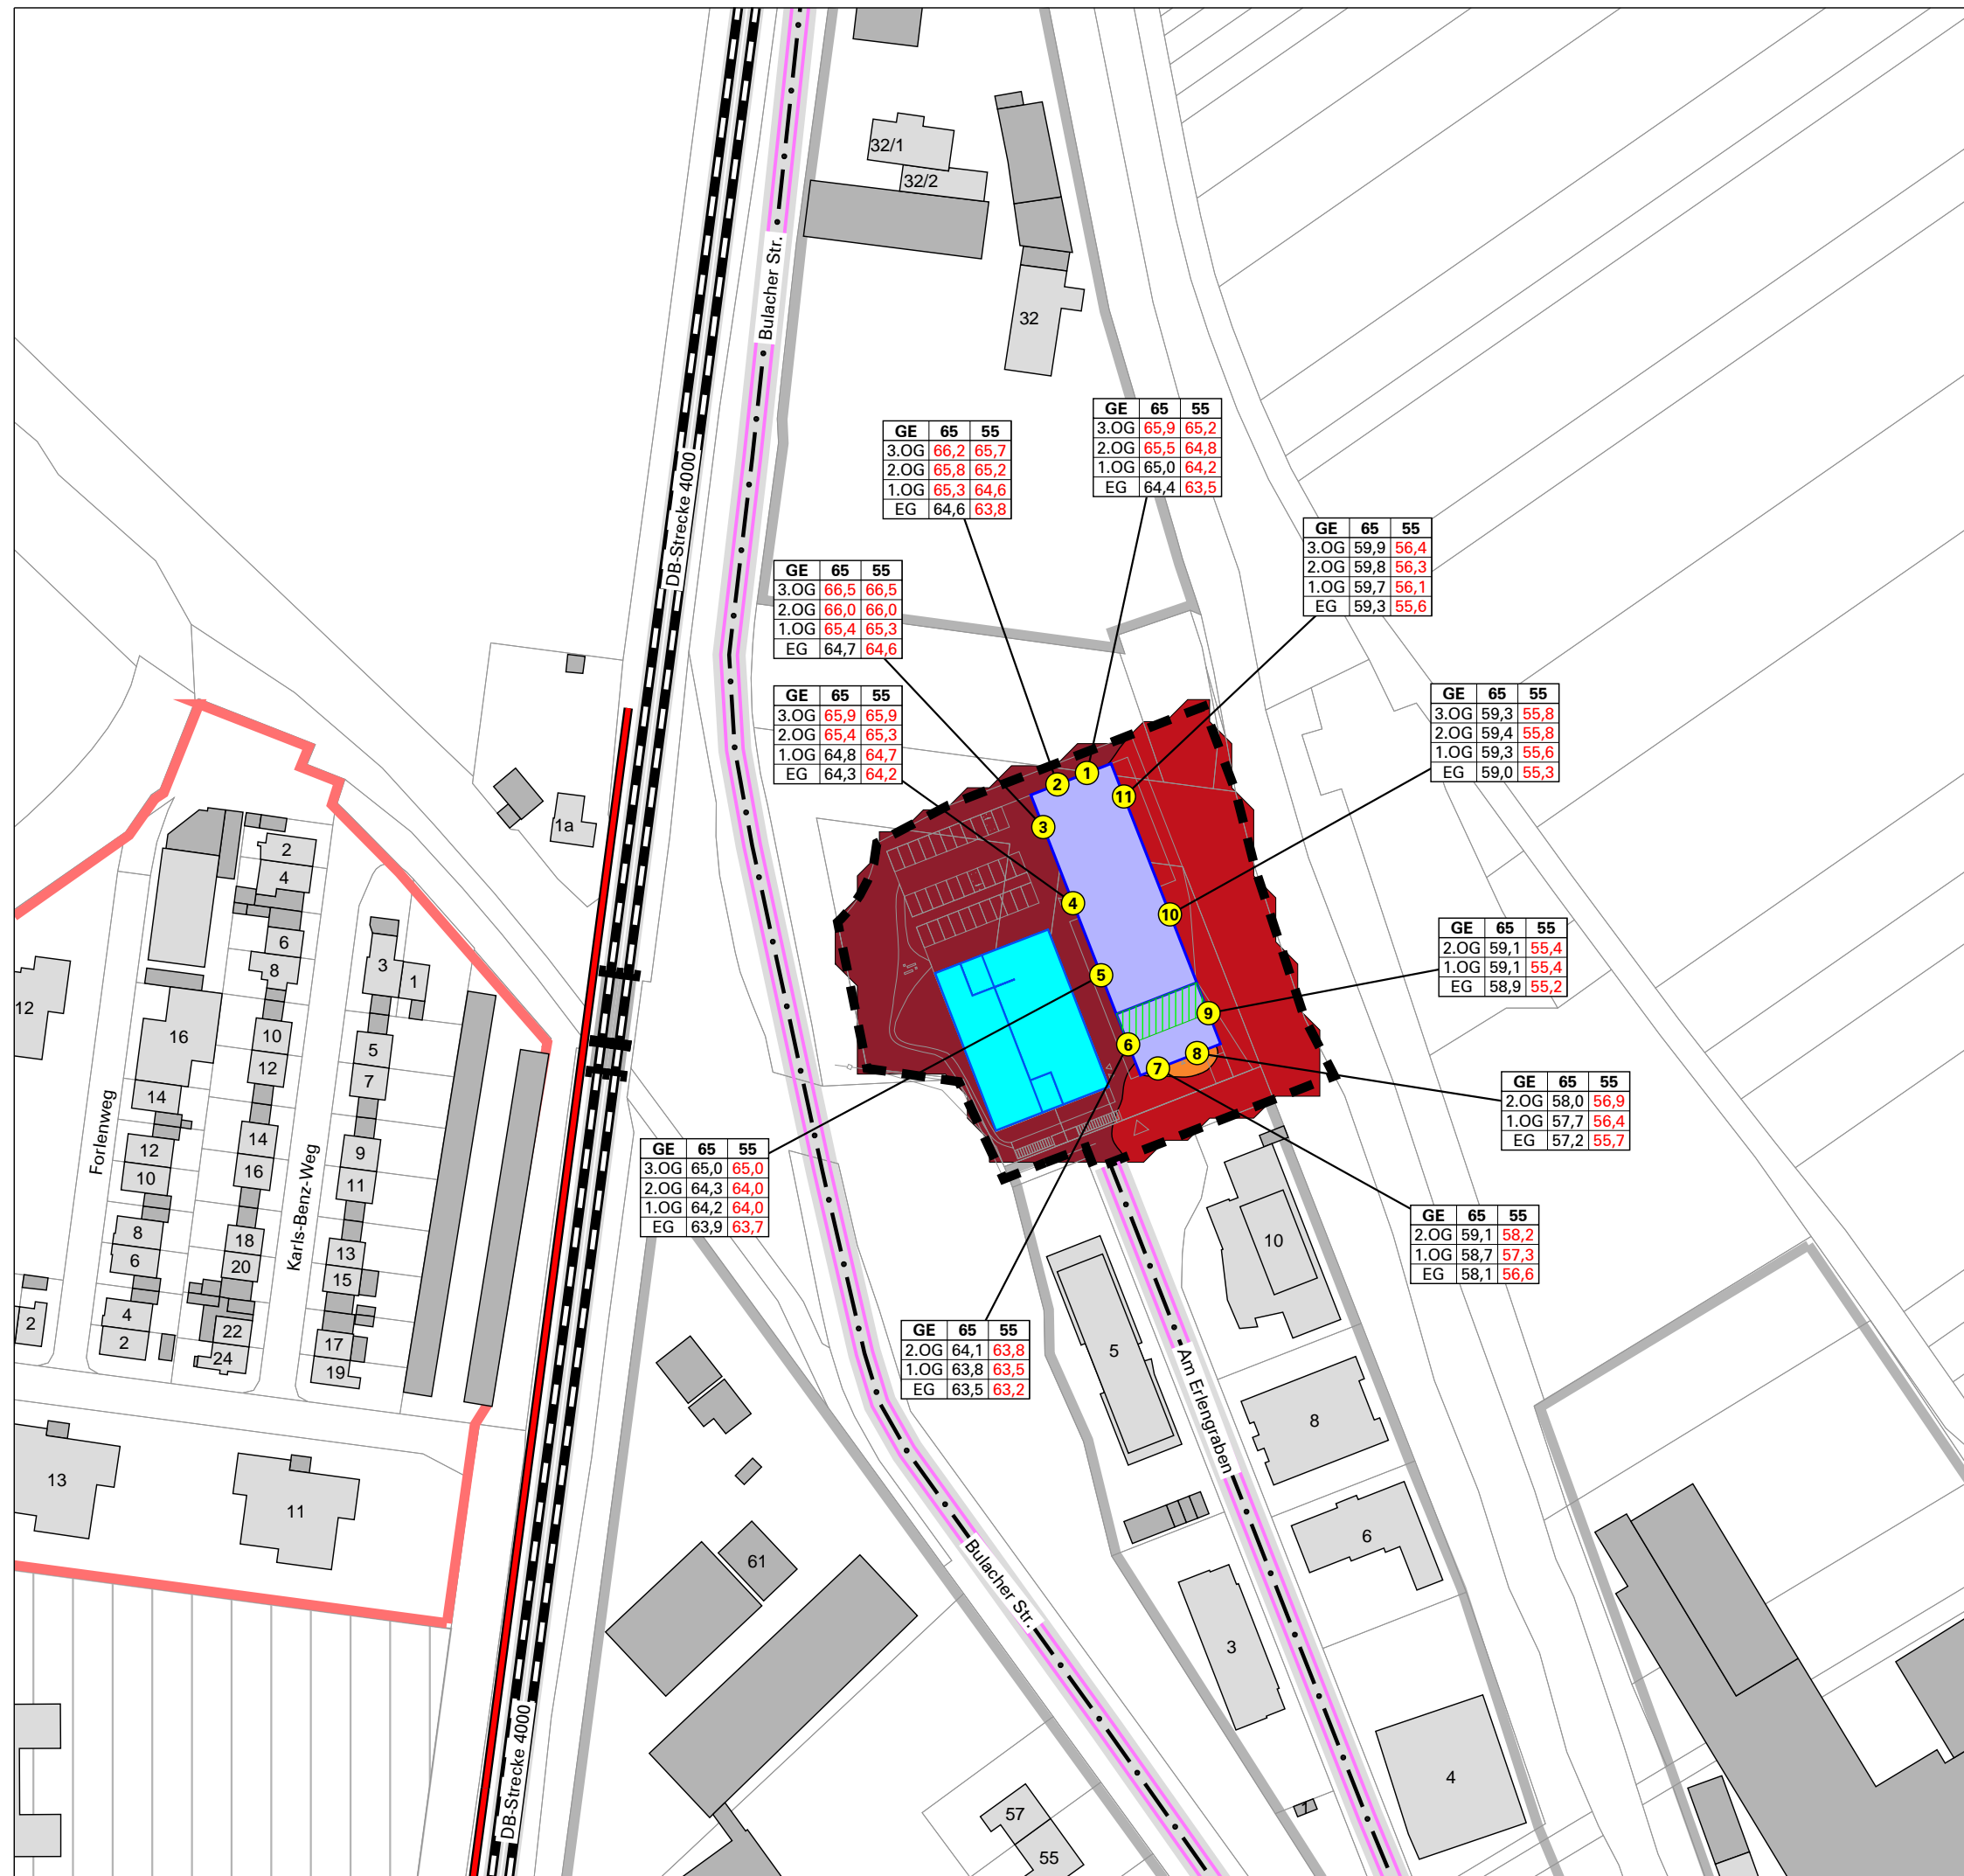 32/1
32/2
Bulacher Str.
32
GE 65 55
3.OG 65,9 65,2
2.OG 65,5 64,8
1.OG 65,0 64,2
EG 64,4 63,5
GE 65 55
3.OG 66,2 65,7
2.OG 65,8 65,2
1.OG 65,3 64,6
EG 64,6 63,8
DB-Strecke 4000
GE 65 55
3.OG 59,9 56,4
2.OG 59,8 56,3
1.OG 59,7 56,1
EG 59,3 55,6
GE 65 55
3.OG 66,5 66,5
2.OG 66,0 66,0
1.OG 65,4 65,3
EG 64,7 64,6
GE 65 55
3.OG 65,9 65,9
2.OG 65,4 65,3
1.OG 64,8 64,7
EG 64,3 64,2
GE 65 55
3.OG 59,3 55,8
2.OG 59,4 55,8
1.OG 59,3 55,6
EG 59,0 55,3
1
2
11
3
4
10
5
9
6
8
7
1a
GE 65 55
2.OG 59,1 55,4
1.OG 59,1 55,4
EG 58,9 55,2
GE 65 55
2.OG 58,0 56,9
1.OG 57,7 56,4
EG 57,2 55,7
GE 65 55
3.OG 65,0 65,0
2.OG 64,3 64,0
1.OG 64,2 64,0
EG 63,9 63,7
GE 65 55
2.OG 59,1 58,2
1.OG 58,7 57,3
EG 58,1 56,6
GE 65 55
2.OG 64,1 63,8
1.OG 63,8 63,5
EG 63,5 63,2
2
4
6
8
3
1
12
16
10
12
5
7
14
Forlenweg
12
10
14
16
9
11
Karls-Benz-Weg
8
6
18
20
13
15
4
2
2
22
24
17
19
13
11
10
5
Am Erlengraben
8
6
61
Bulacher Str.
3
4
7
DB-Strecke 4000
57
55